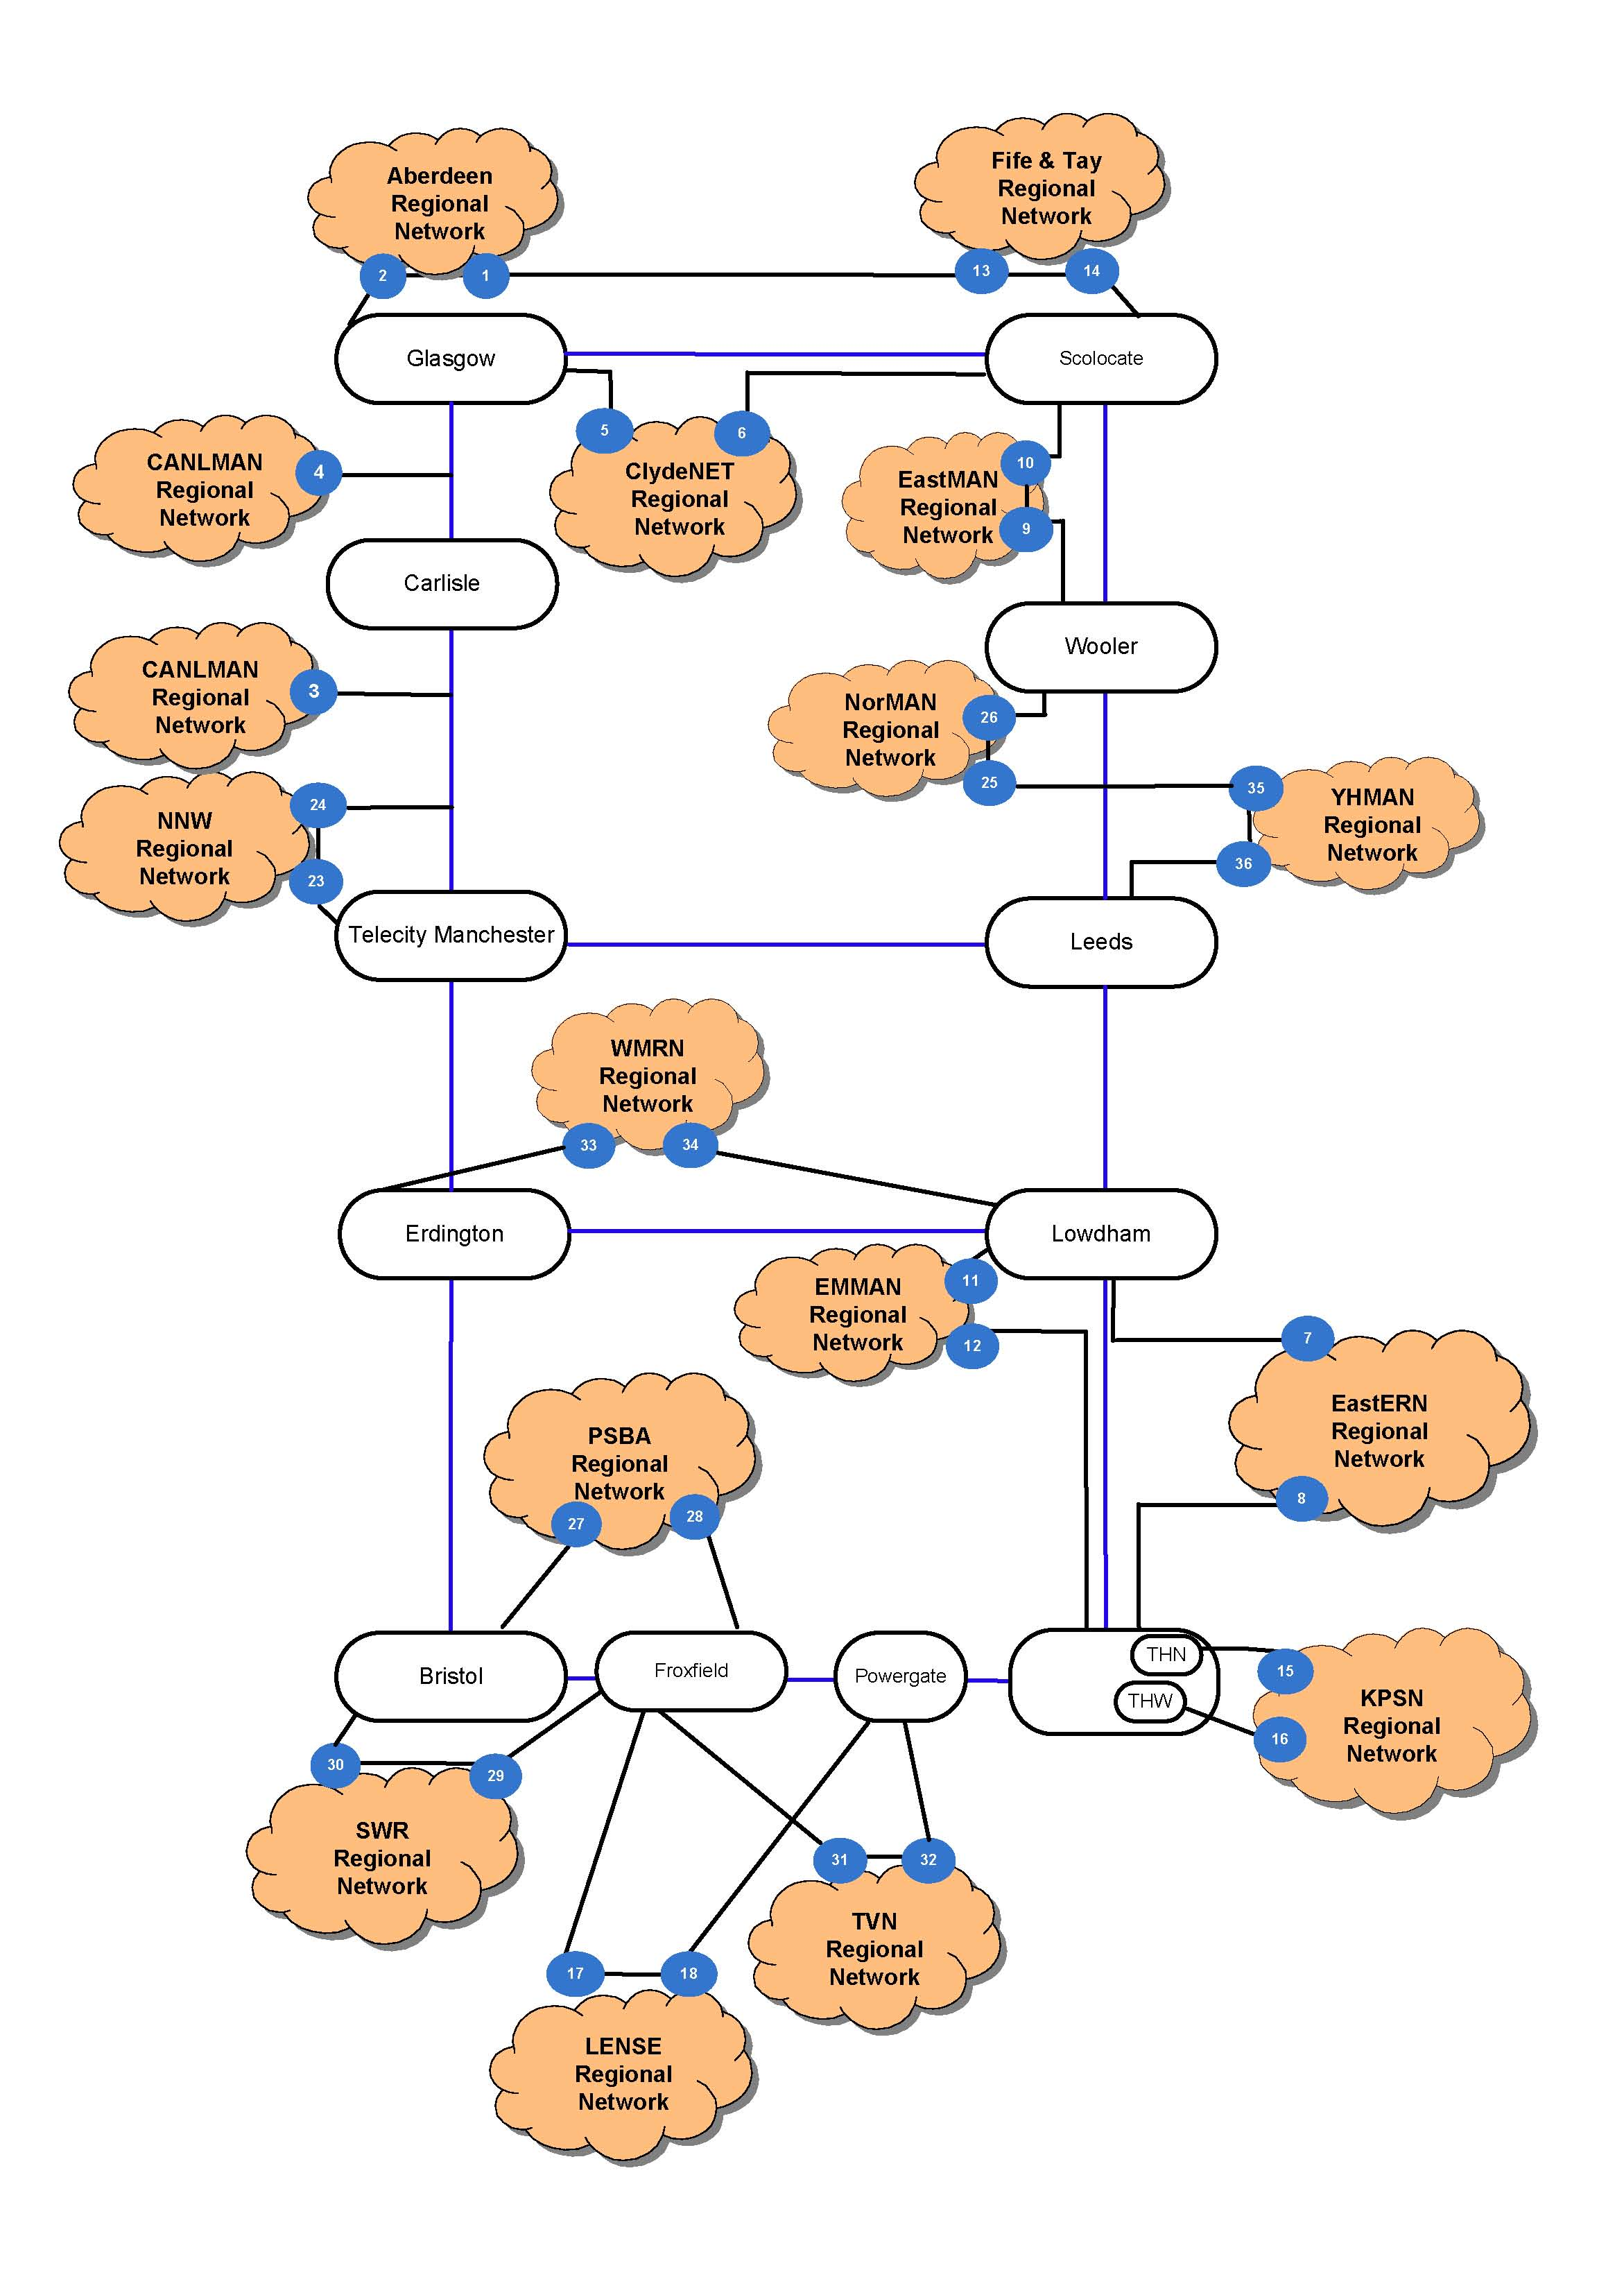 Aberdeen
Regional
Network
2
1
Fife & Tay
Regional
Network
13
14
Glasgow
Scolocate
CANLMAN
Regional
Network
4
5
6
ClydeNET
Regional
Network
10
EastMAN
Regional
Network
9
Carlisle
Wooler
CANLMAN
Regional
Network
3
NorMAN
Regional
Network
26
25
35
YHMAN
Regional
Network
36
NNW
Regional
Network
24
23
Telecity Manchester
Leeds
WMRN
Regional
Network
33
34
Erdington
Lowdham
EMMAN
Regional
Network
11
12
7
EastERN
Regional
Network
8
PSBA
Regional
Network
27
28
Bristol
Froxfield
Powergate
THN
THW
15
KPSN
Regional
Network
16
30
29
SWR
Regional
Network
31
32
TVN
Regional
Network
17
18
LENSE
Regional
Network